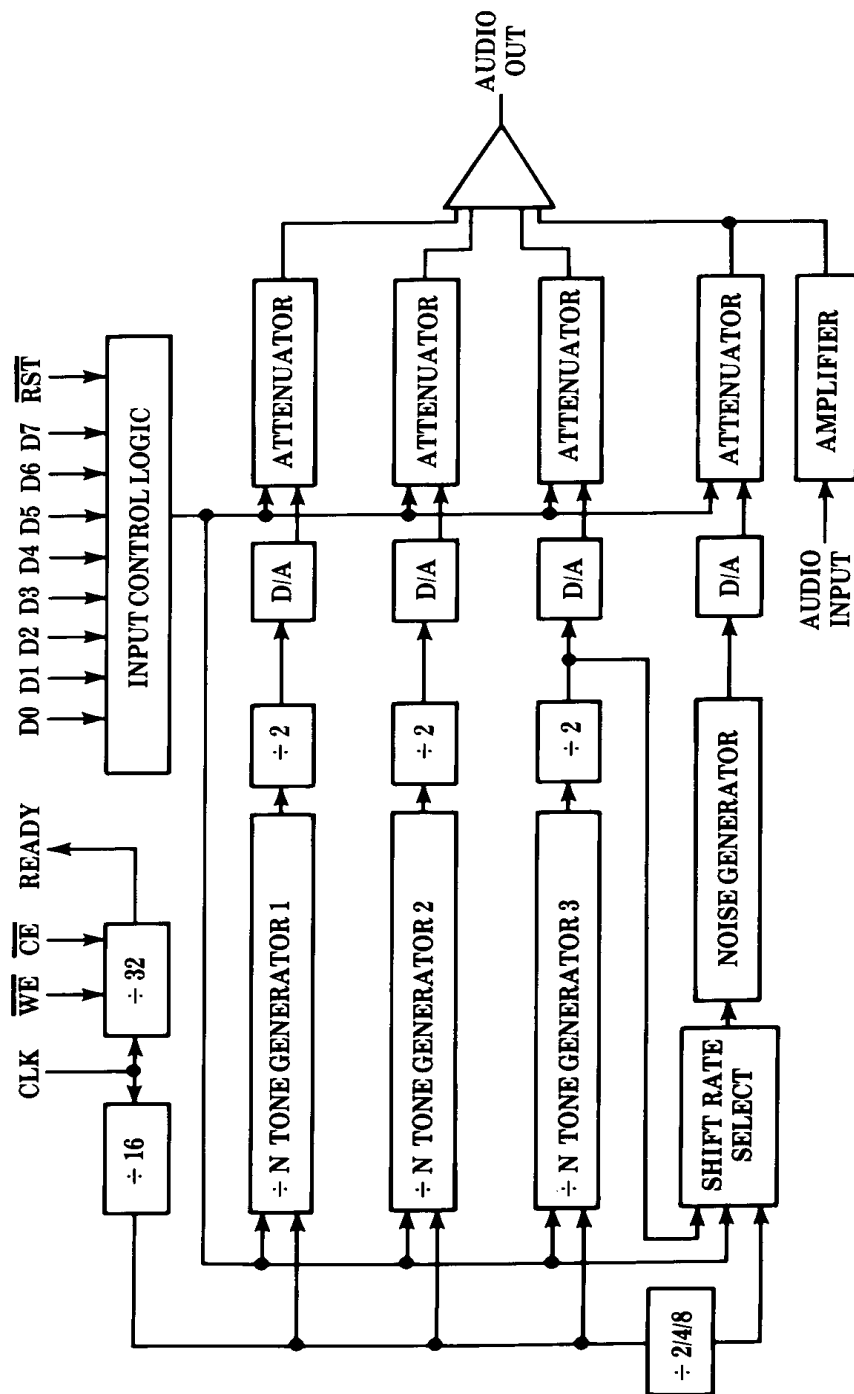 CLK
WE
CE
READY
D0
D1
D2
D3
D4
D5
D6
D7
RST
÷ 16
÷ 32
INPUT CONTROL LOGIC
÷ N TONE GENERATOR 1
÷ 2
D/A
ATTENUATOR
÷ N TONE GENERATOR 2
÷ 2
D/A
ATTENUATOR
AUDIO
OUT
÷ N TONE GENERATOR 3
÷ 2
D/A
ATTENUATOR
÷ 2/4/8
SHIFT RATE
SELECT
NOISE GENERATOR
D/A
ATTENUATOR
AUDIO
INPUT
AMPLIFIER